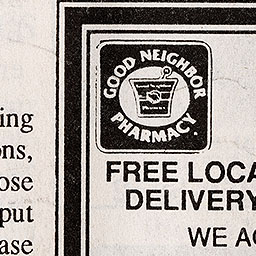 ing
ons,
ose
put
ase
GOOD NEIGHBOR
PHARMACY
FREE LOCA
DELIVERY
WE AC